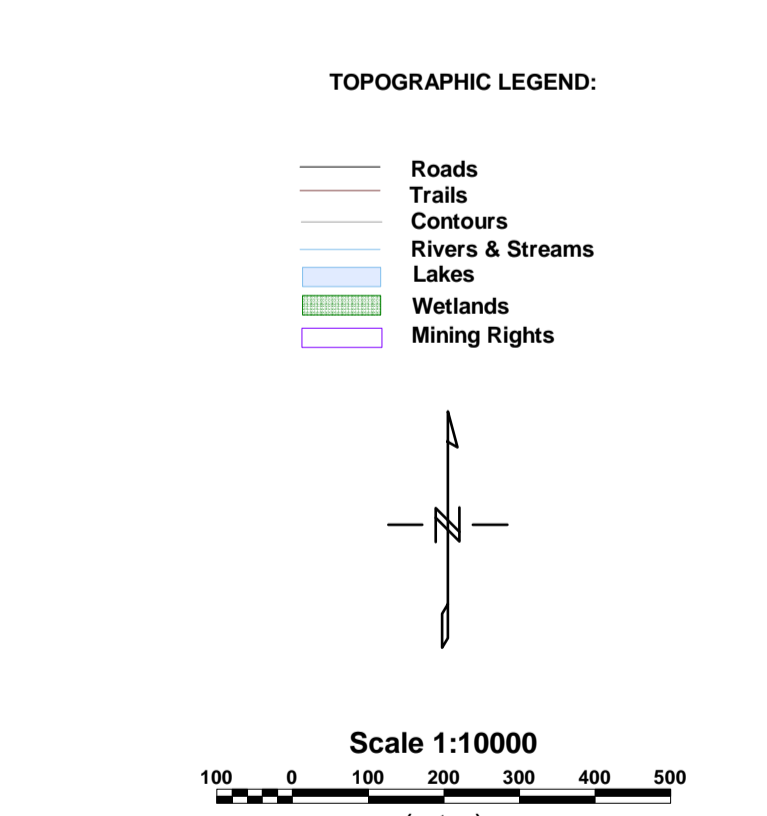 TOPOGRAPHIC LEGEND:
Roads
Trails
Contours
Rivers & Streams
Lakes
Wetlands
Mining Rights
N
Scale 1:10000
100 0 100 200 300 400 500